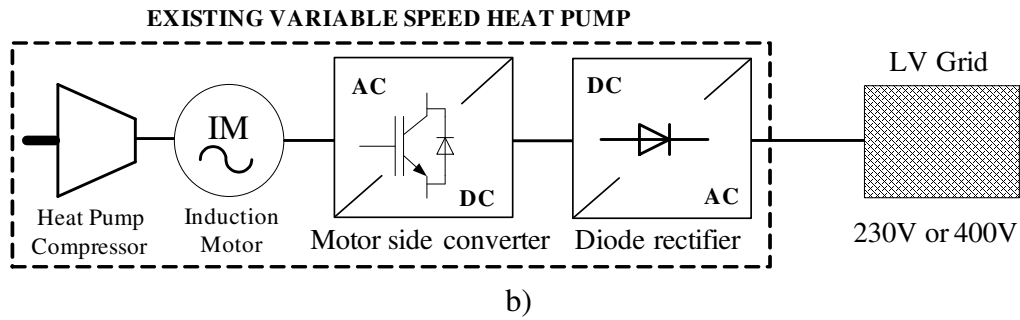 EXISTING VARIABLE SPEED HEAT PUMP
AC
DC
LV Grid
IM
DC
AC
Heat Pump
Compressor
Induction
Motor
Motor side converter
Diode rectifier
230V or 400V
b)